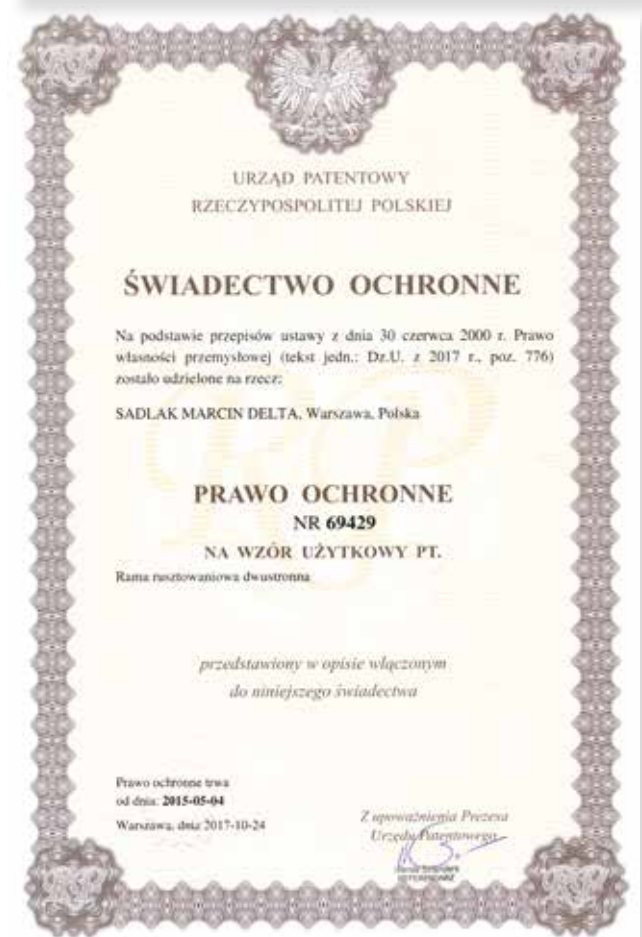 URZĄD PATENTOWY
RZECZYPOSPOLITEJ POLSKIEJ
ŚWIADECTWO OCHRONNE
Na podstawie przepisów ustawy z dnia 30 czerwca 2000 r. Prawo
własności przemysłowej (tekst jedn.: Dz.U. z 2017 r., poz. 776)
zostało udzielone na rzecz:
SADLAK MARCIN DELTA, Warszawa, Polska
PRAWO OCHRONNE
NR 69429
NA WZÓR UŻYTKOWY PT.
Rama rusztowaniowa dwustronna
przedstawiony w opisie włączonym
do niniejszego świadectwa
Prawo ochronne trwa
od dnia: 2015-05-04
Warszawa, dnia 2017-10-24
Z upoważnienia Prezesa
Urzędu Patentowego